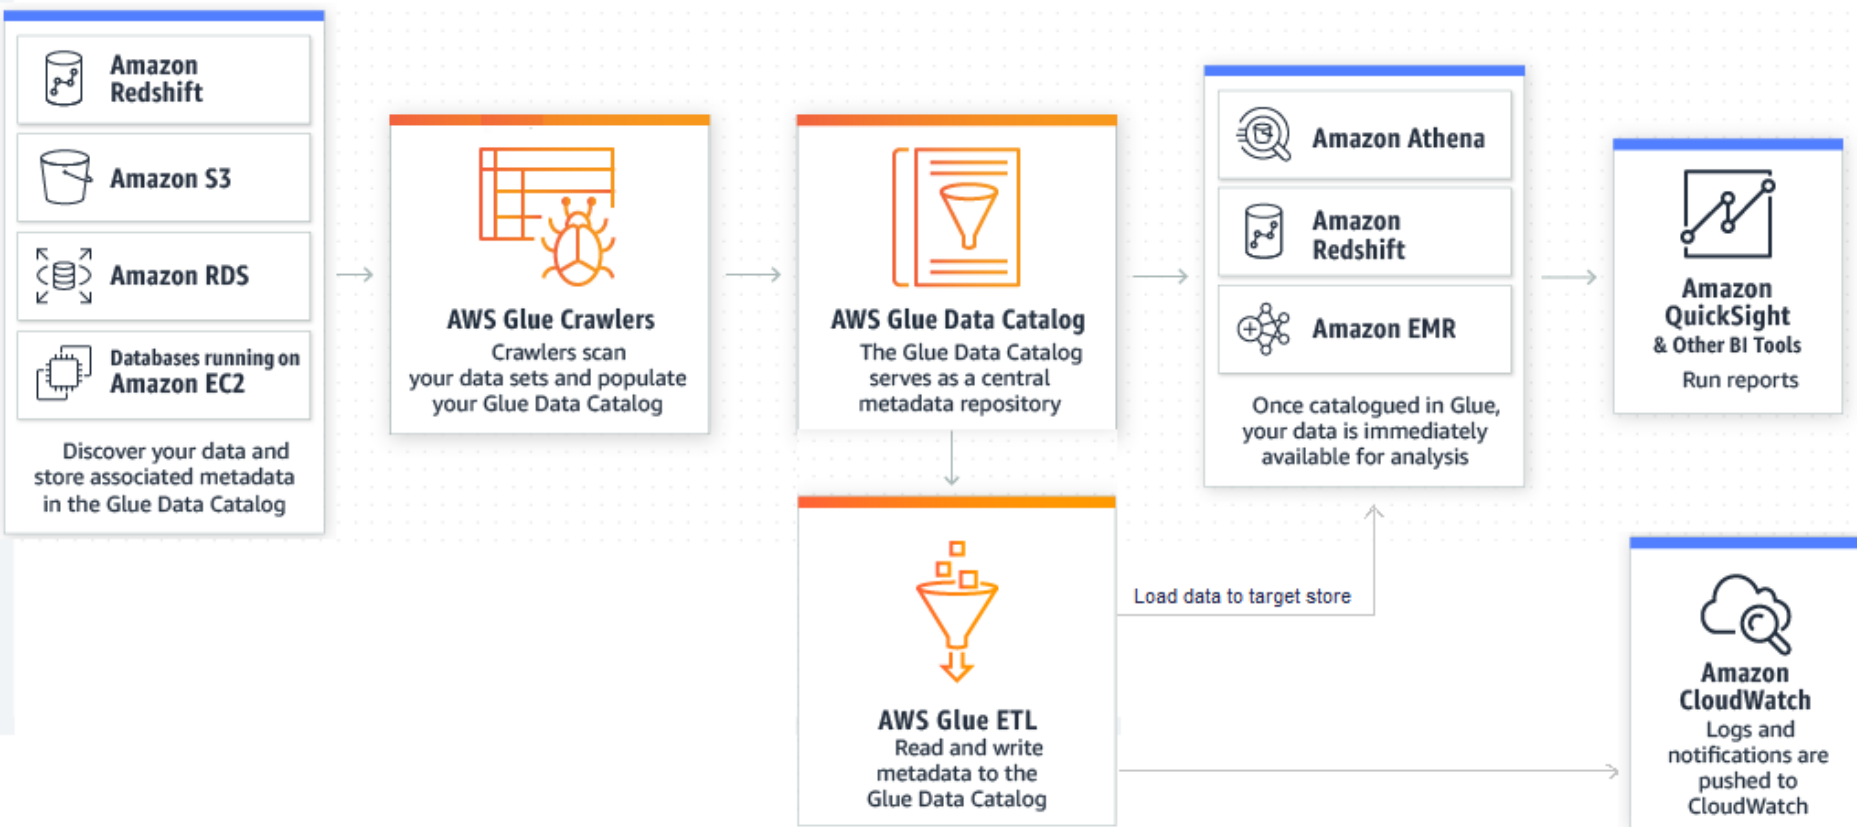 Amazon
Redshift
Amazon S3
Amazon RDS
Databases running on
Amazon EC2
Discover your data and
store associated metadata
in the Glue Data Catalog
AWS Glue Crawlers
Crawlers scan
your data sets and populate
your Glue Data Catalog
AWS Glue Data Catalog
The Glue Data Catalog
serves as a central
metadata repository
Amazon Athena
Amazon
Redshift
Amazon EMR
Once catalogued in Glue,
your data is immediately
available for analysis
Amazon
QuickSight
& Other BI Tools
Run reports
AWS Glue ETL
Read and write
metadata to the
Glue Data Catalog
Load data to target store
Amazon
CloudWatch
Logs and
notifications are
pushed to
CloudWatch